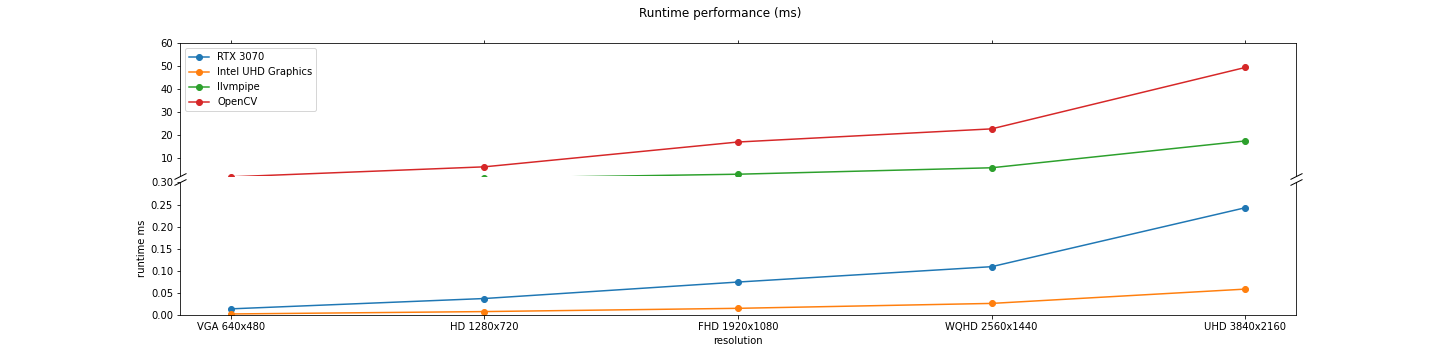 Runtime performance (ms)
60
50
40
30
20
10
RTX 3070
Intel UHD Graphics
llvmpipe
OpenCV
0.30
0.25
0.20
0.15
0.10
0.05
0.00
runtime ms
VGA 640x480 HD 1280x720 FHD 1920x1080 WQHD 2560x1440 UHD 3840x2160
resolution